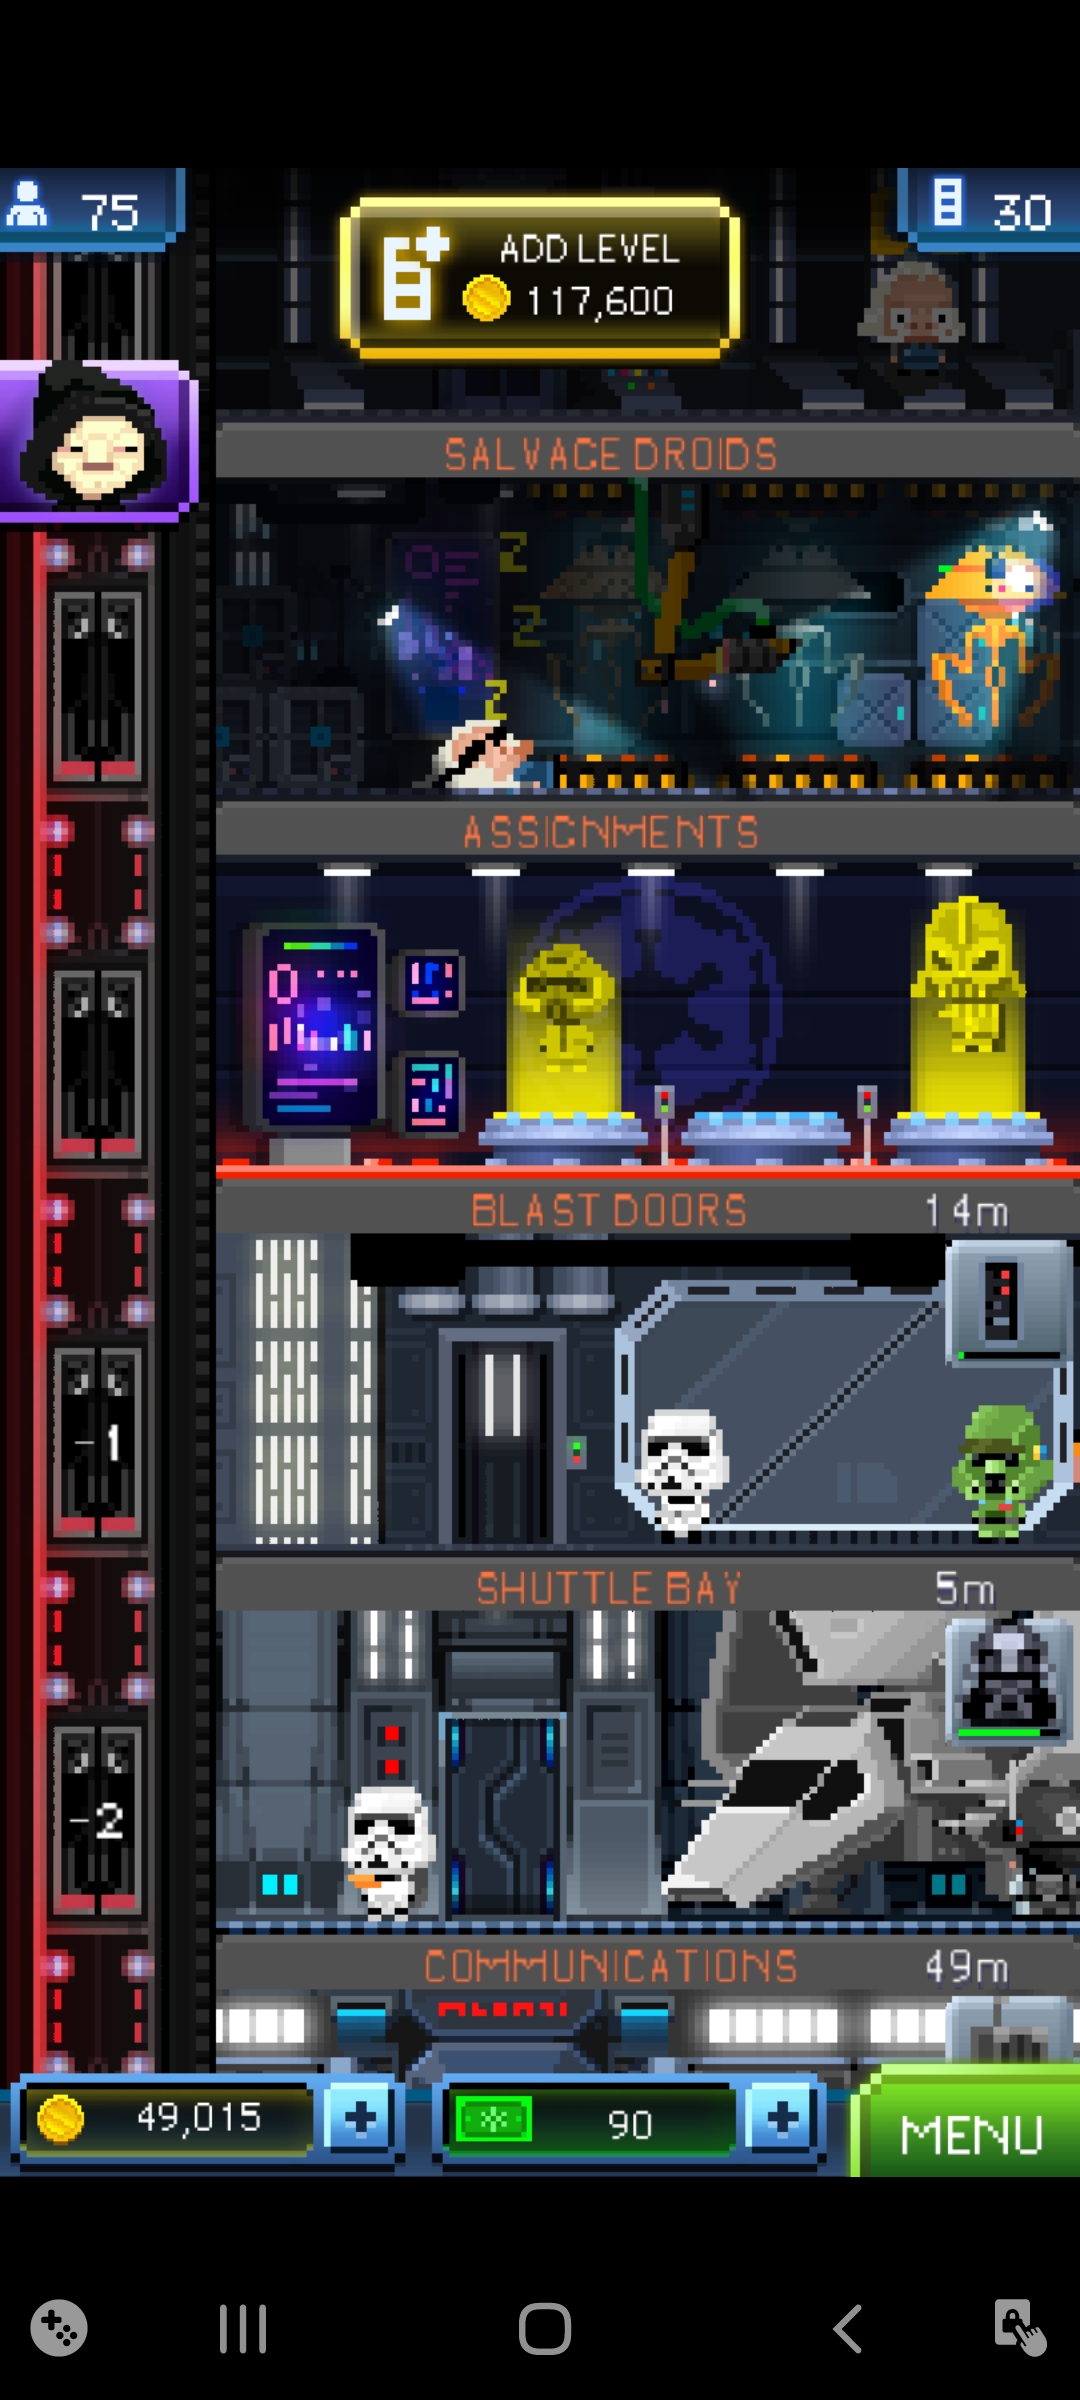 75
ADD LEVEL
117,600
30
SALVAGE DROIDS
Z
Z
Z
ASSIGNMENTS
BLAST DOORS 14m
-1
SHUTTLE BAY 5m
-2
COMMUNICATIONS 49m
49,015
90
MENU